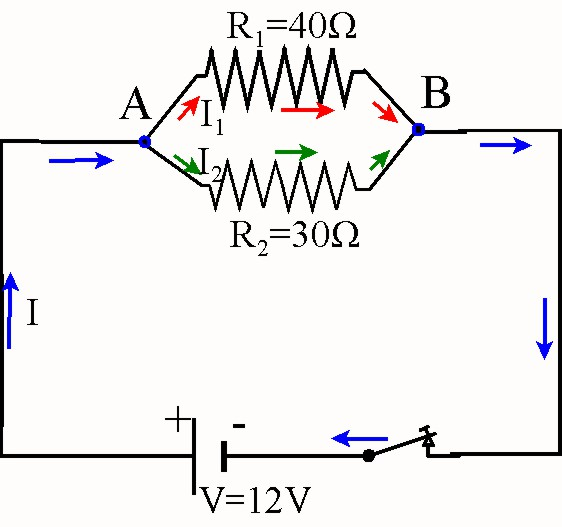 R₁=40Ω
A
B
I₁
I₂
R₂=30Ω
I
+
-
V=12V